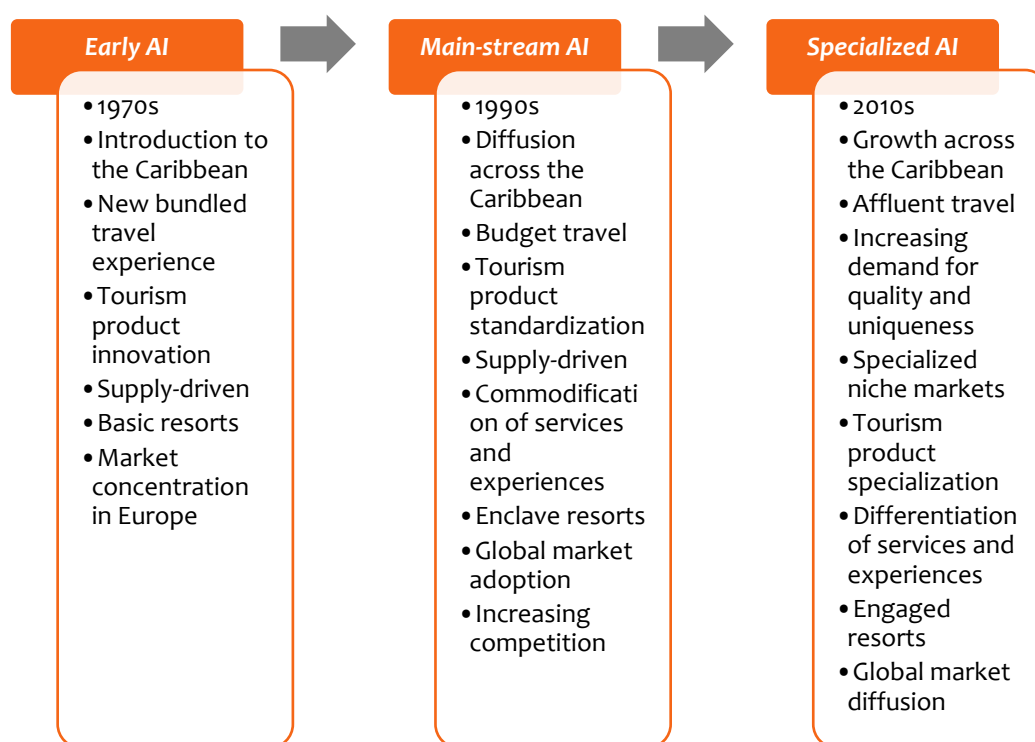 Early AI
•1970s
•Introduction to
the Caribbean
•New bundled
travel
experience
•Tourism
product
innovation
•Supply-driven
•Basic resorts
•Market
concentration
in Europe
Main-stream AI
•1990s
•Diffusion
across the
Caribbean
•Budget travel
•Tourism
product
standardization
•Supply-driven
•Commodificati
on of services
and
experiences
•Enclave resorts
•Global market
adoption
•Increasing
competition
Specialized AI
•2010s
•Growth across
the Caribbean
•Affluent travel
•Increasing
demand for
quality and
uniqueness
•Specialized
niche markets
•Tourism
product
specialization
•Differentiation
of services and
experiences
•Engaged
resorts
•Global market
diffusion